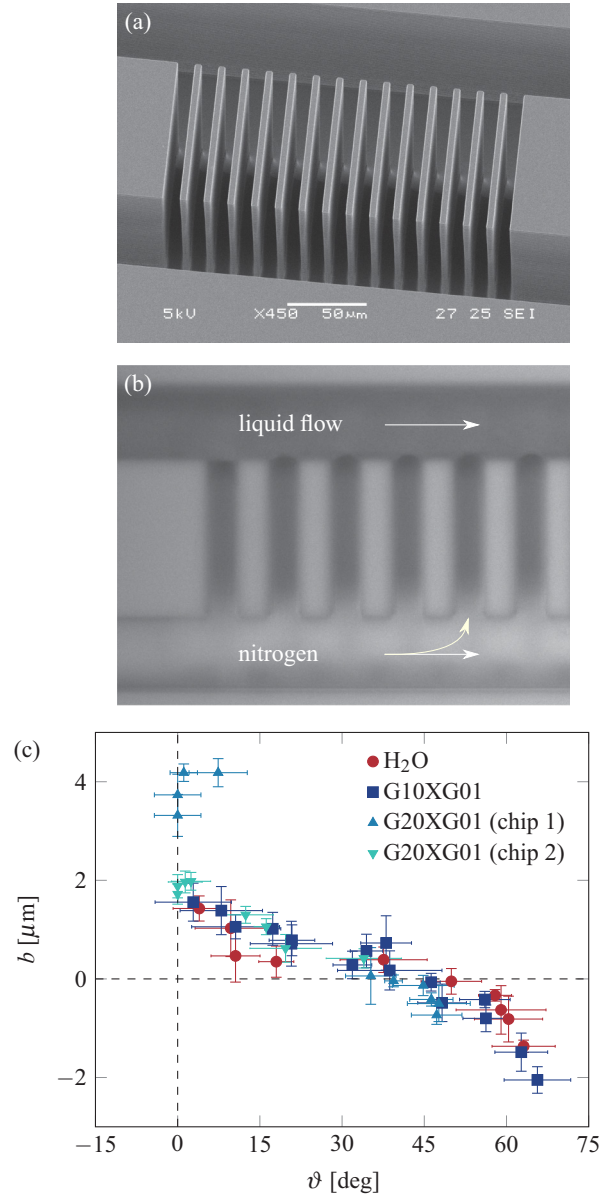 (a)
5kV X450 50μm 27 25 SEI
(b)
liquid flow
nitrogen
(c)
H₂O
G10XG01
G20XG01 (chip 1)
G20XG01 (chip 2)
b [μm]
4
2
0
−2
−15 0 15 30 45 60 75
ϑ [deg]